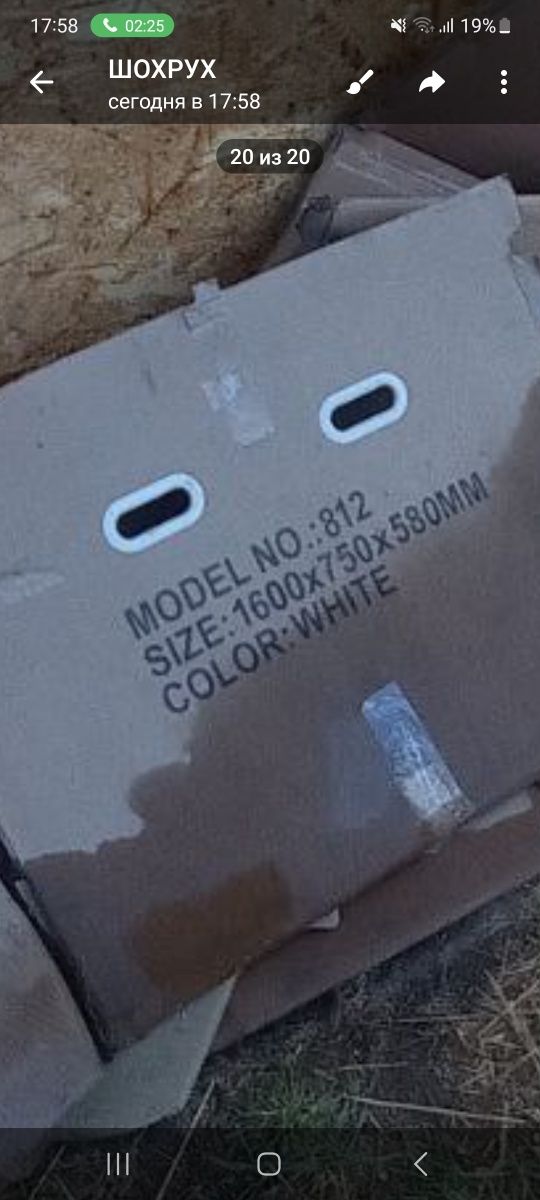 17:58 02:25 19%
ШОХРУХ
сегодня в 17:58
20 из 20
MODEL NO.:812
SIZE:1600x750x580MM
COLOR:WHITE